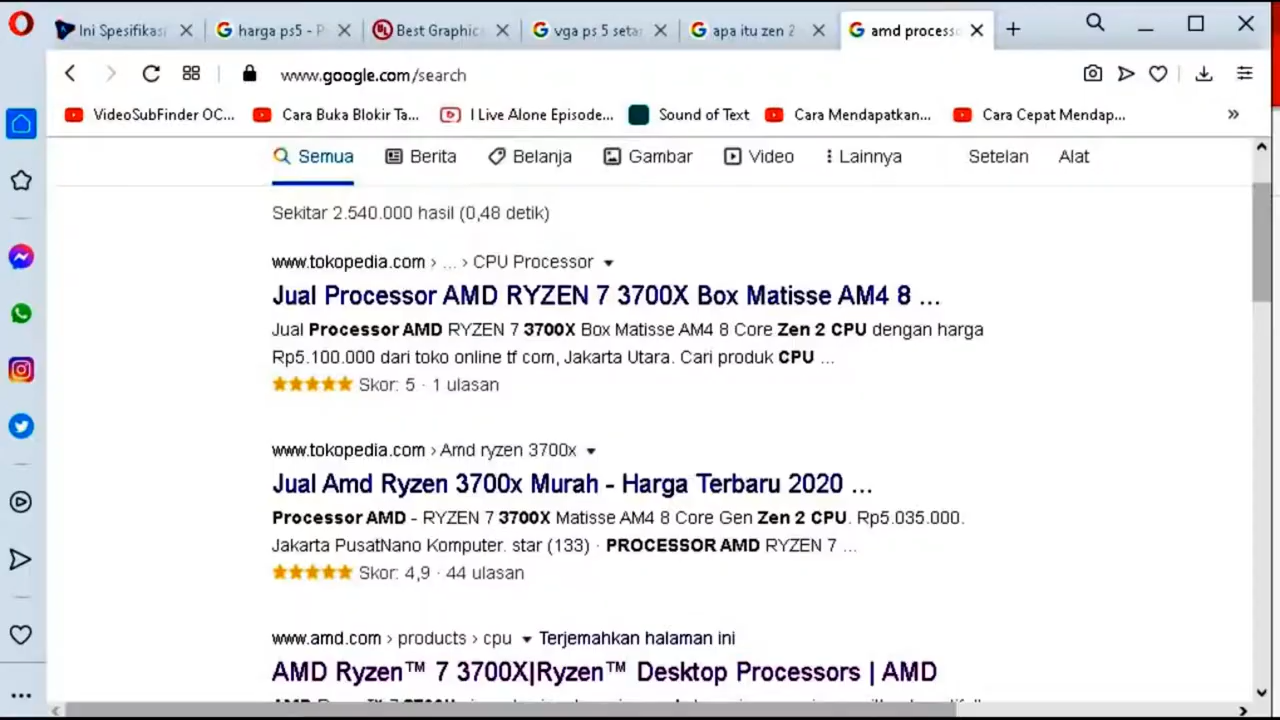 Ini Spesifikasi
harga ps5 - P
Best Graphic
vga ps 5 seta
apa itu zen 2
amd process
www.google.com/search
VideoSubFinder OC...
Cara Buka Blokir Ta...
I Live Alone Episode...
Sound of Text
Cara Mendapatkan...
Cara Cepat Mendap...
Semua
Berita
Belanja
Gambar
Video
Lainnya
Setelan
Alat
Sekitar 2.540.000 hasil (0,48 detik)
www.tokopedia.com › ... › CPU Processor
Jual Processor AMD RYZEN 7 3700X Box Matisse AM4 8 ...
Jual Processor AMD RYZEN 7 3700X Box Matisse AM4 8 Core Zen 2 CPU dengan harga
Rp5.100.000 dari toko online tf com, Jakarta Utara. Cari produk CPU ...
Skor: 5 · 1 ulasan
www.tokopedia.com › Amd ryzen 3700x
Jual Amd Ryzen 3700x Murah - Harga Terbaru 2020 ...
Processor AMD - RYZEN 7 3700X Matisse AM4 8 Core Gen Zen 2 CPU. Rp5.035.000.
Jakarta PusatNano Komputer. star (133) · PROCESSOR AMD RYZEN 7 ...
Skor: 4,9 · 44 ulasan
www.amd.com › products › cpu Terjemahkan halaman ini
AMD Ryzen™ 7 3700X|Ryzen™ Desktop Processors | AMD